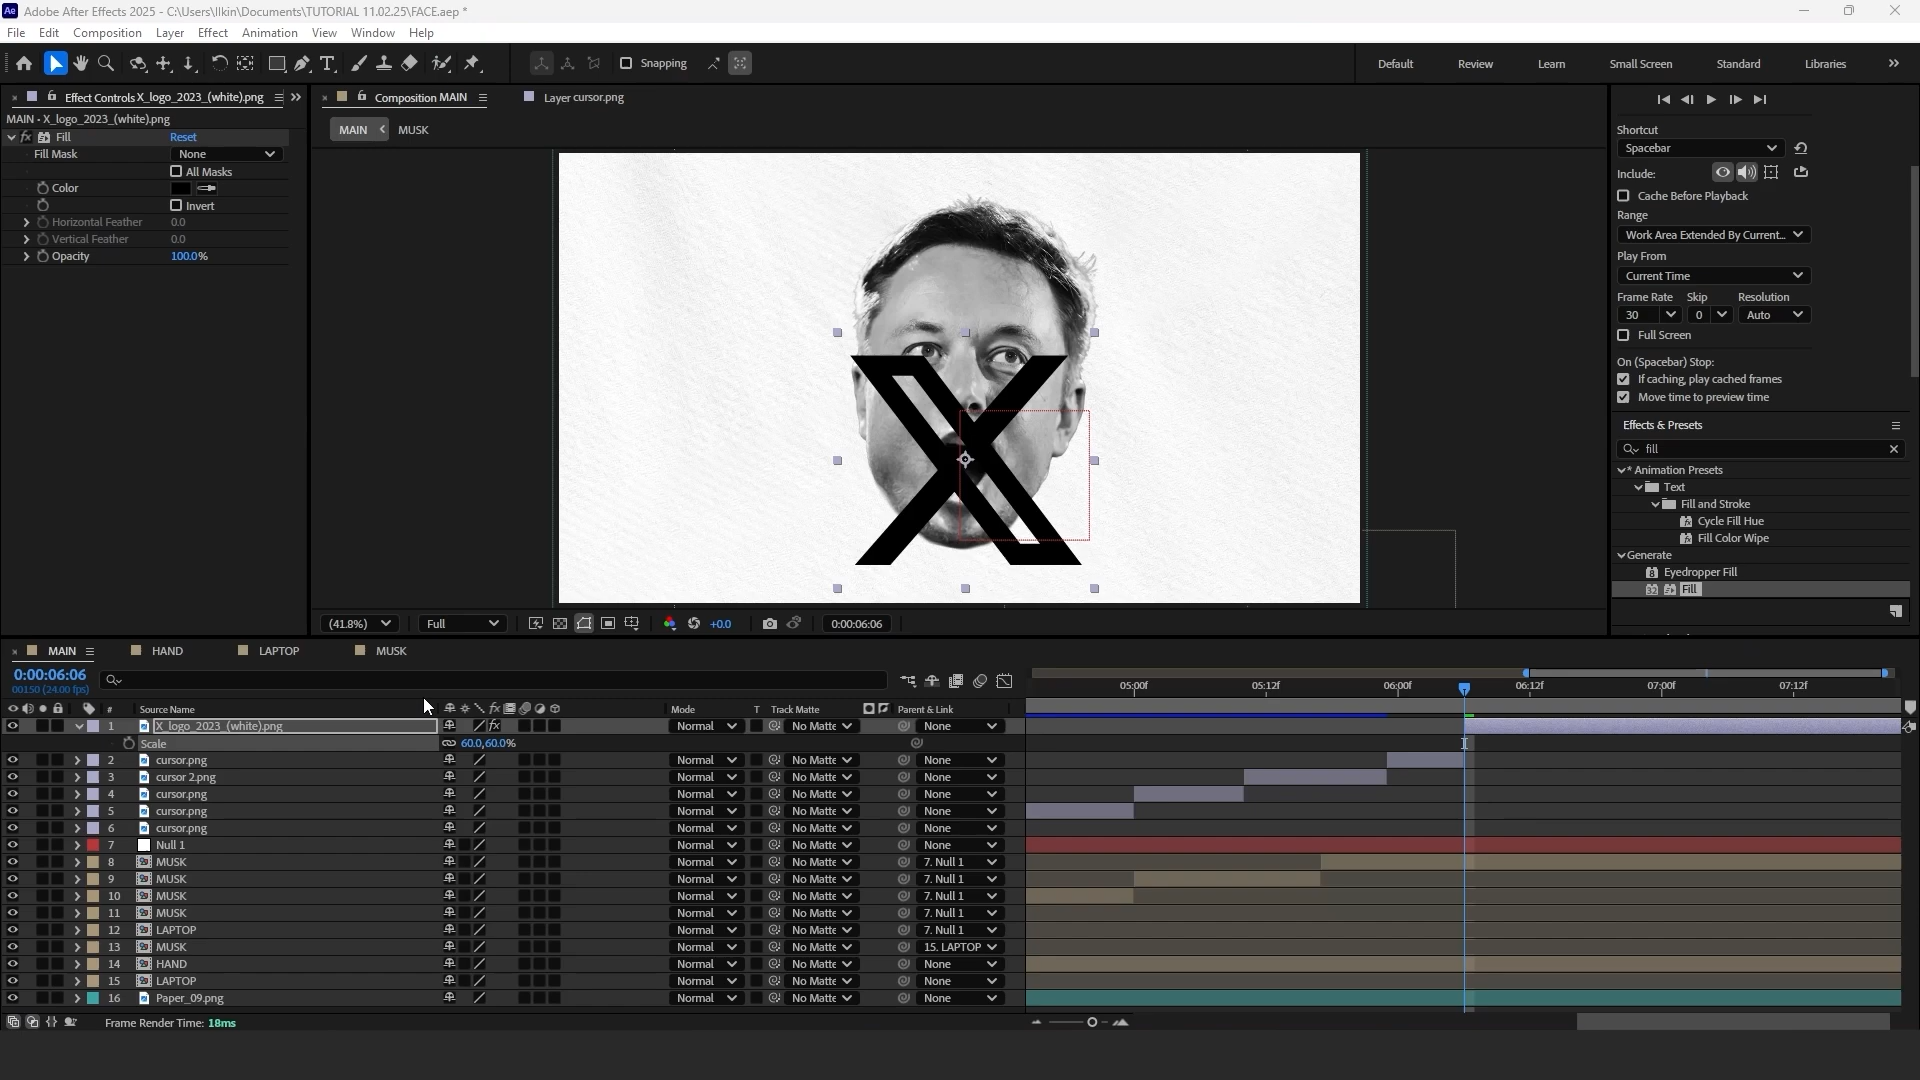 Ae Adobe After Effects 2025 - C:\Users\Ilkin\Documents\TUTORIAL 11.02.25\FACE.aep *
File Edit Composition Layer Effect Animation View Window Help
Snapping
Default Review Learn Small Screen Standard Libraries
Effect Controls X_logo_2023_(white).png
MAIN - X_logo_2023_(white).png
fx Fill Reset
Fill Mask None
All Masks
Color
Invert
Horizontal Feather 0.0
Vertical Feather 0.0
Opacity 100.0%
Composition MAIN
Layer cursor.png
MAIN MUSK
(41.8%) Full +0.0 0:00:06:06
Shortcut
Spacebar
Include:
Cache Before Playback
Range
Work Area Extended By Current...
Play From
Current Time
Frame Rate Skip Resolution
30 0 Auto
Full Screen
On (Spacebar) Stop:
If caching, play cached frames
Move time to preview time
Effects & Presets
fill
* Animation Presets
Text
Fill and Stroke
Cycle Fill Hue
Fill Color Wipe
Generate
Eyedropper Fill
Fill
MAIN HAND LAPTOP MUSK
0:00:06:06
00150 (24.00 fps)
05:00f 05:12f 06:00f 06:12f 07:00f 07:12f
# Source Name fx Mode T Track Matte Parent & Link
1 X_logo_2023_(white).png fx Normal No Matte None
Scale 60.0,60.0%
2 cursor.png Normal No Matte None
3 cursor 2.png Normal No Matte None
4 cursor.png Normal No Matte None
5 cursor.png Normal No Matte None
6 cursor.png Normal No Matte None
7 Null 1 Normal No Matte None
8 MUSK Normal No Matte 7. Null 1
9 MUSK Normal No Matte 7. Null 1
10 MUSK Normal No Matte 7. Null 1
11 MUSK Normal No Matte 7. Null 1
12 LAPTOP Normal No Matte 7. Null 1
13 MUSK Normal No Matte 15. LAPTOP
14 HAND Normal No Matte None
15 LAPTOP Normal No Matte None
16 Paper_09.png Normal No Matte None
Frame Render Time: 18ms